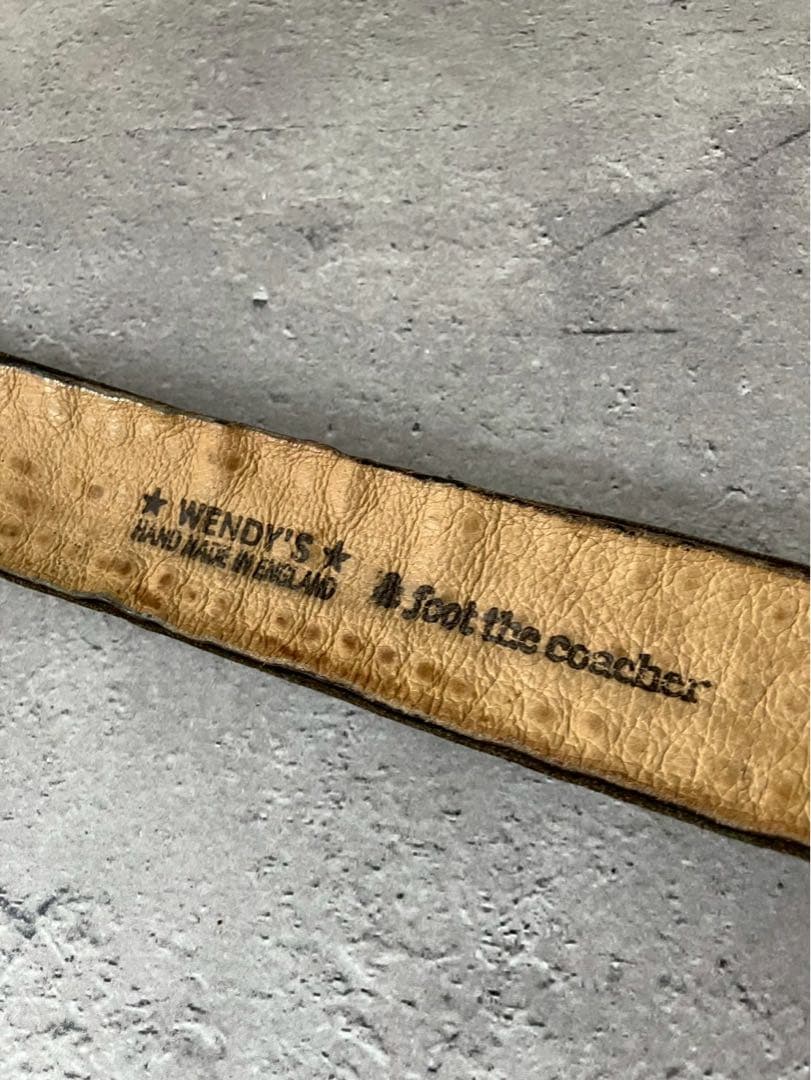 ★ WENDY'S ★
HAND MADE IN ENGLAND
foot the coacher